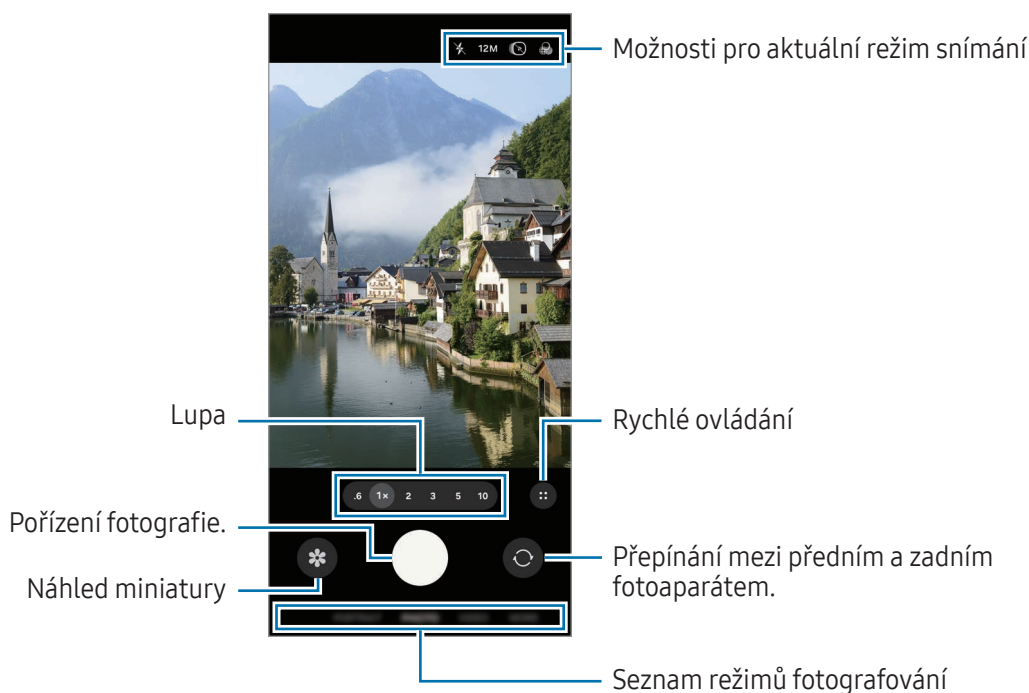 12M
Možnosti pro aktuální režim snímání
Lupa
Rychlé ovládání
.6 1× 2 3 5 10
Pořízení fotografie.
Přepínání mezi předním a zadním
fotoaparátem.
Náhled miniatury
Seznam režimů fotografování